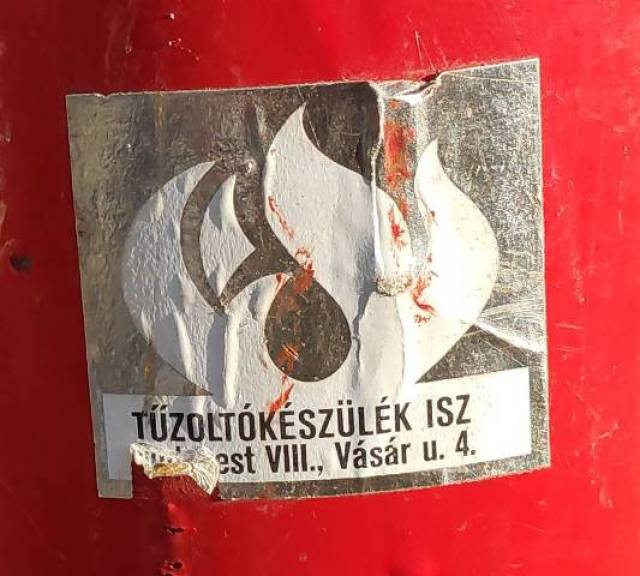 TŰZOLTÓKÉSZÜLÉK ISZ
VIII., Vásár u. 4.